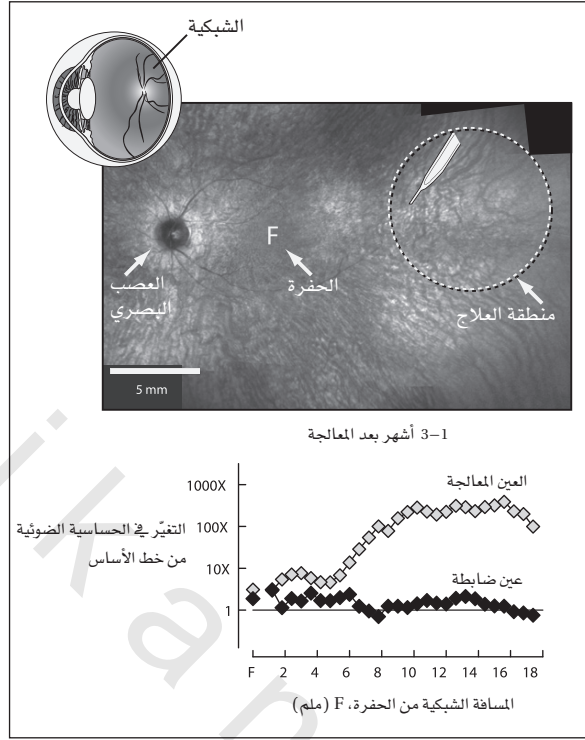 الشبكية
F
العصب
البصري
الحفرة
منطقة العلاج
5 mm
1–3 أشهر بعد المعالجة
1000X
100X
10X
1
التغيّر في الحساسية الضوئية
من خط الأساس
العين المعالجة
عين ضابطة
F 2 4 6 8 10 12 14 16 18
المسافة الشبكية من الحفرة، F (ملم)
ikan